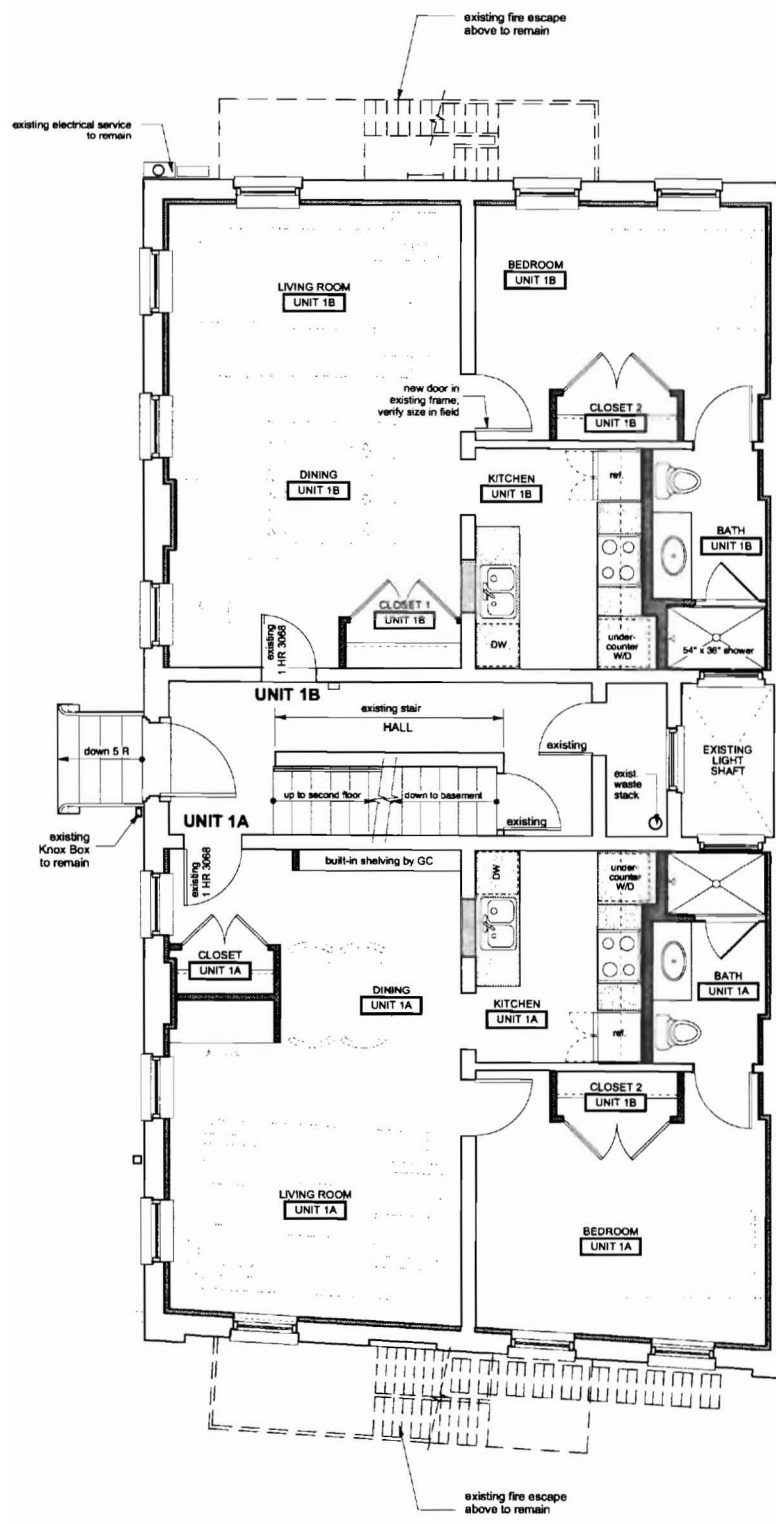 existing fire escape
above to remain
existing electrical service
to remain
LIVING ROOM
UNIT 1B
BEDROOM
UNIT 1B
new door in
existing frame;
verify size in field
CLOSET 2
UNIT 1B
DINING
UNIT 1B
KITCHEN
UNIT 1B
ref.
BATH
UNIT 1B
CLOSET 1
UNIT 1B
DW
under-
counter
W/D
54" x 36" shower
existing
1 HR 3068
UNIT 1B
existing stair
HALL
down 5 R
existing
EXISTING
LIGHT
SHAFT
exist.
waste
stack
up to second floor
down to basement
existing
existing
Knox Box
to remain
UNIT 1A
existing
1 HR 3068
built-in shelving by GC
DW
under-
counter
W/D
CLOSET
UNIT 1A
DINING
UNIT 1A
KITCHEN
UNIT 1A
BATH
UNIT 1A
ref.
CLOSET 2
UNIT 1B
LIVING ROOM
UNIT 1A
BEDROOM
UNIT 1A
existing fire escape
above to remain